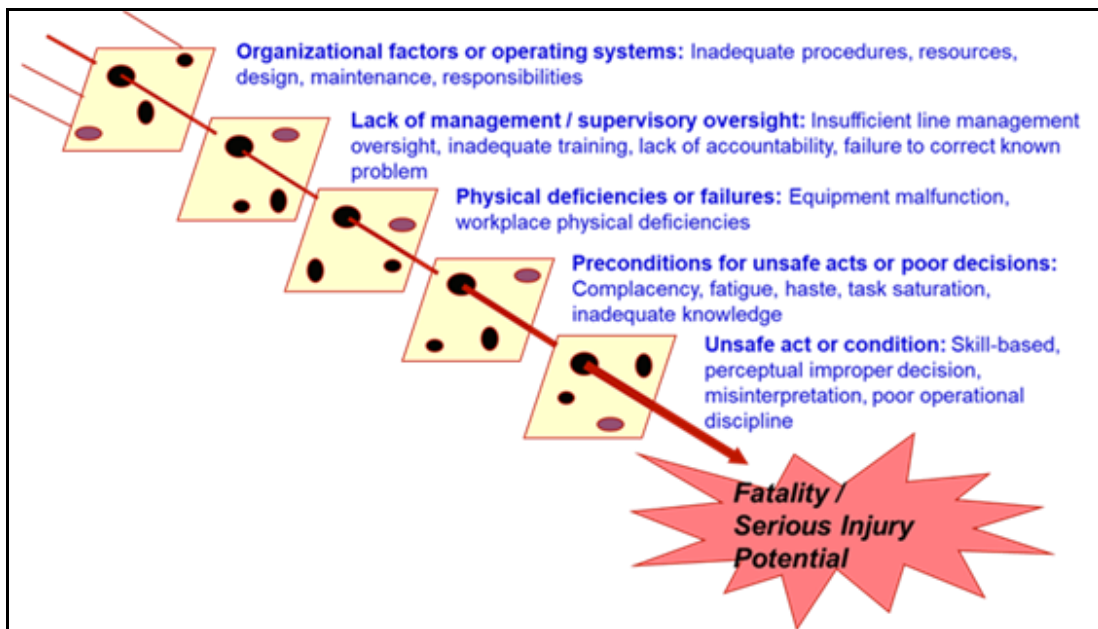 Organizational factors or operating systems: Inadequate procedures, resources,
design, maintenance, responsibilities
Lack of management / supervisory oversight: Insufficient line management
oversight, inadequate training, lack of accountability, failure to correct known
problem
Physical deficiencies or failures: Equipment malfunction,
workplace physical deficiencies
Preconditions for unsafe acts or poor decisions:
Complacency, fatigue, haste, task saturation,
inadequate knowledge
Unsafe act or condition: Skill-based,
perceptual improper decision,
misinterpretation, poor operational
discipline
Fatality /
Serious Injury
Potential